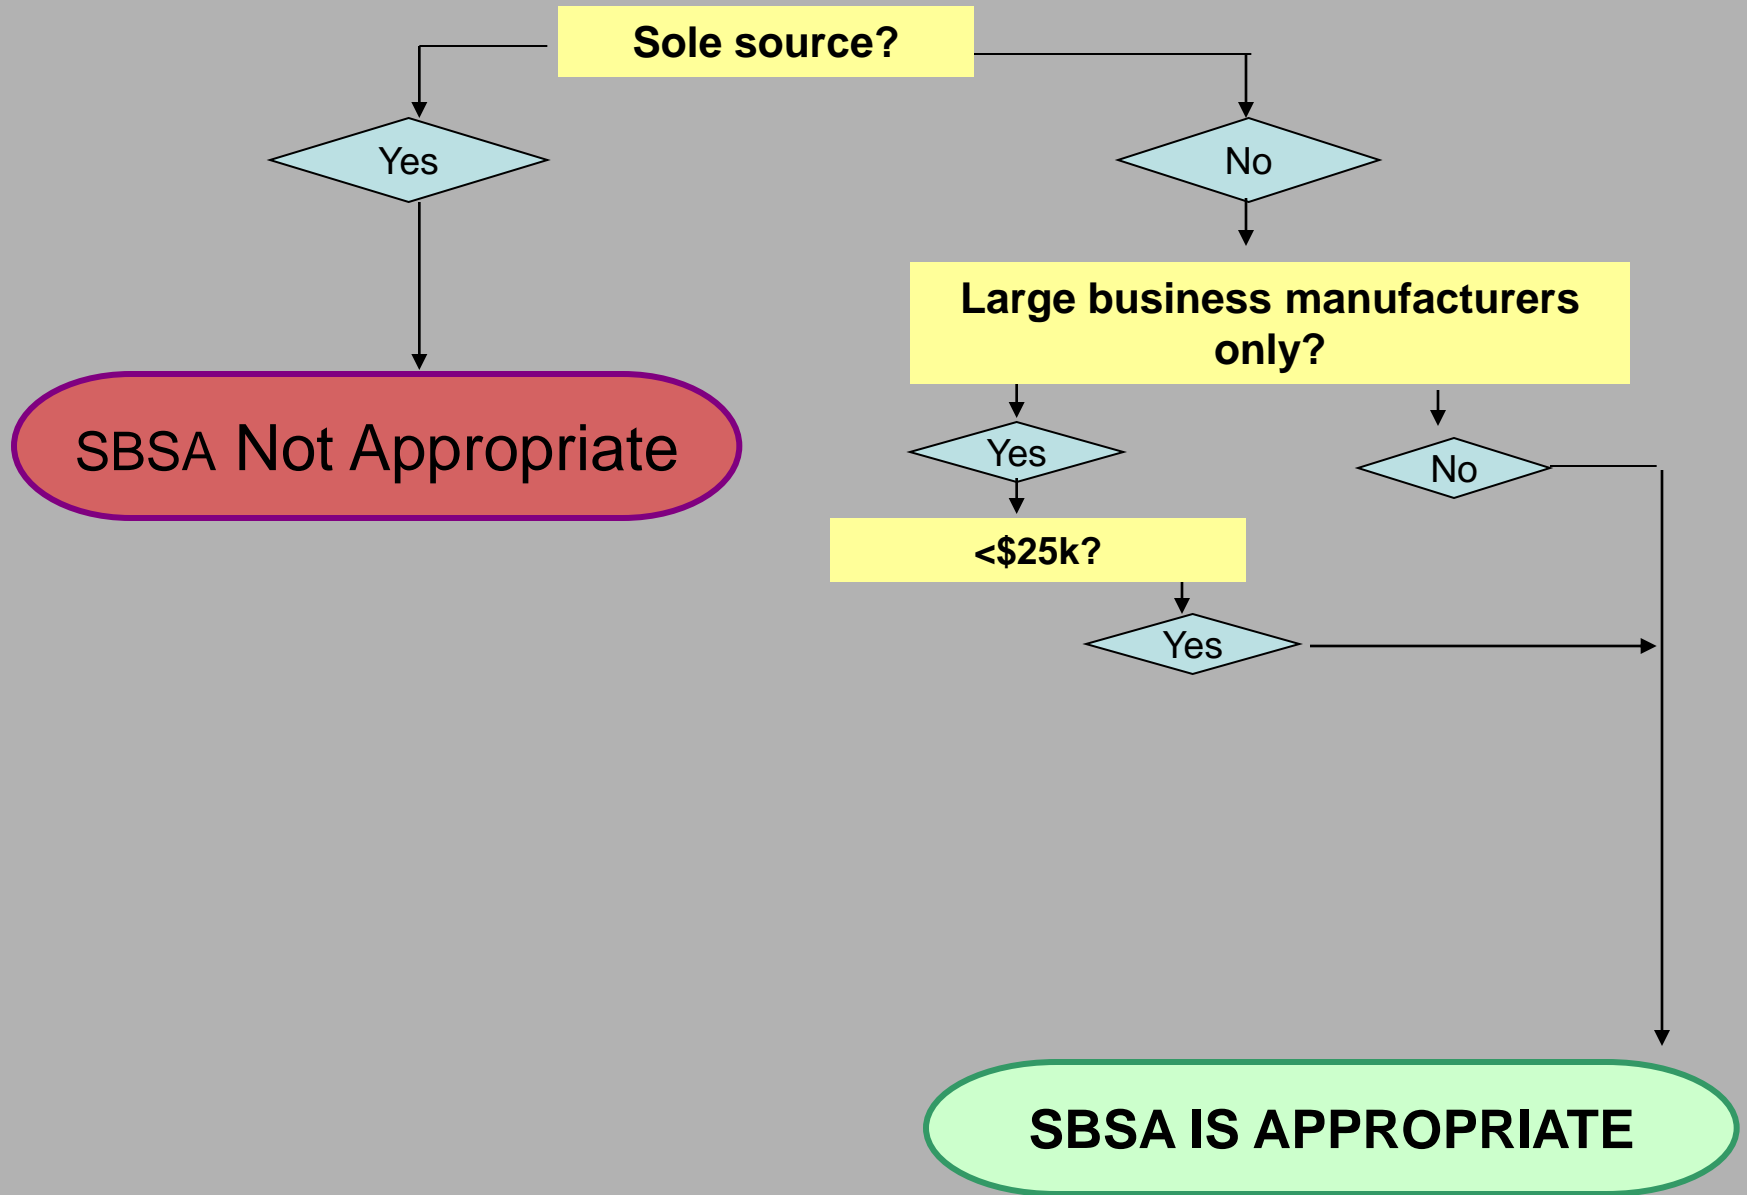 Sole source?
Yes
No
Large business manufacturers
only?
SBSA Not Appropriate
Yes
No
<$25k?
Yes
SBSA IS APPROPRIATE